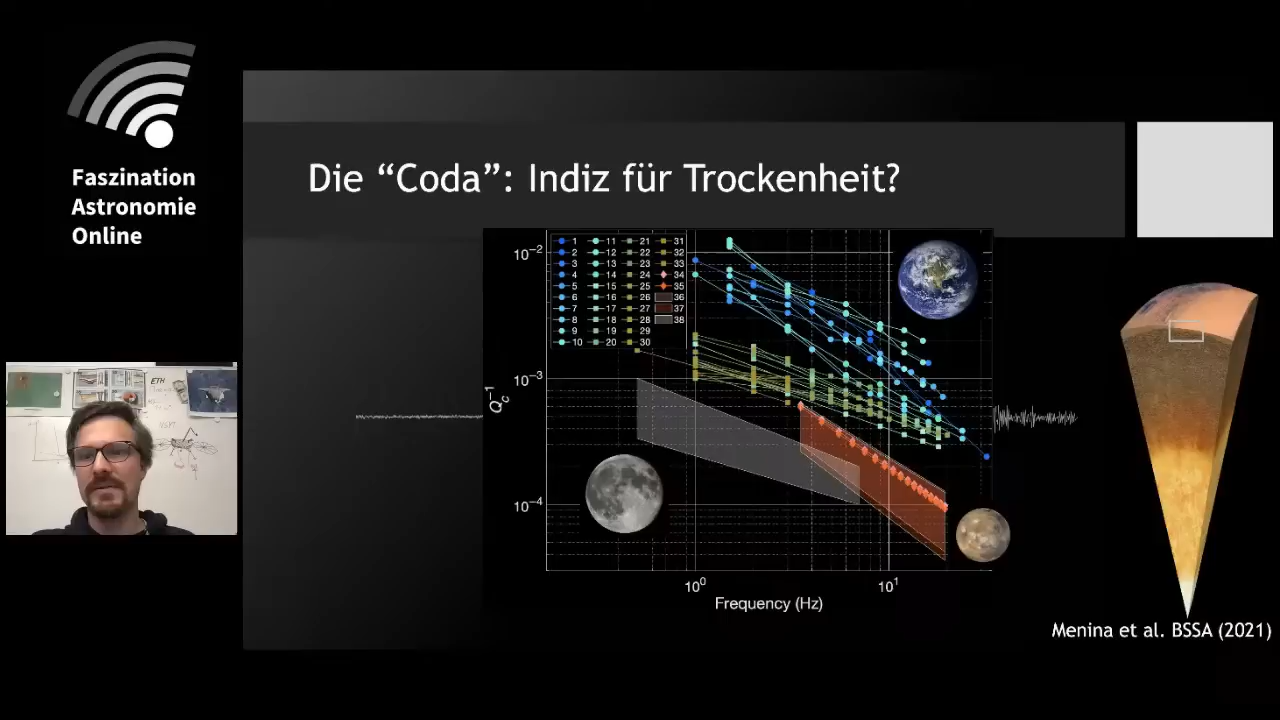 Faszination
Astronomie
Online
Die “Coda”: Indiz für Trockenheit?
1 11 21 31
2 12 22 32
3 13 23 33
4 14 24 34
5 15 25 35
6 16 26 36
7 17 27 37
8 18 28 38
9 19 29
10 20 30
10⁻²
10⁻³
10⁻⁴
Q_c⁻¹
10⁰ 10¹
Frequency (Hz)
ETH
Menina et al. BSSA (2021)